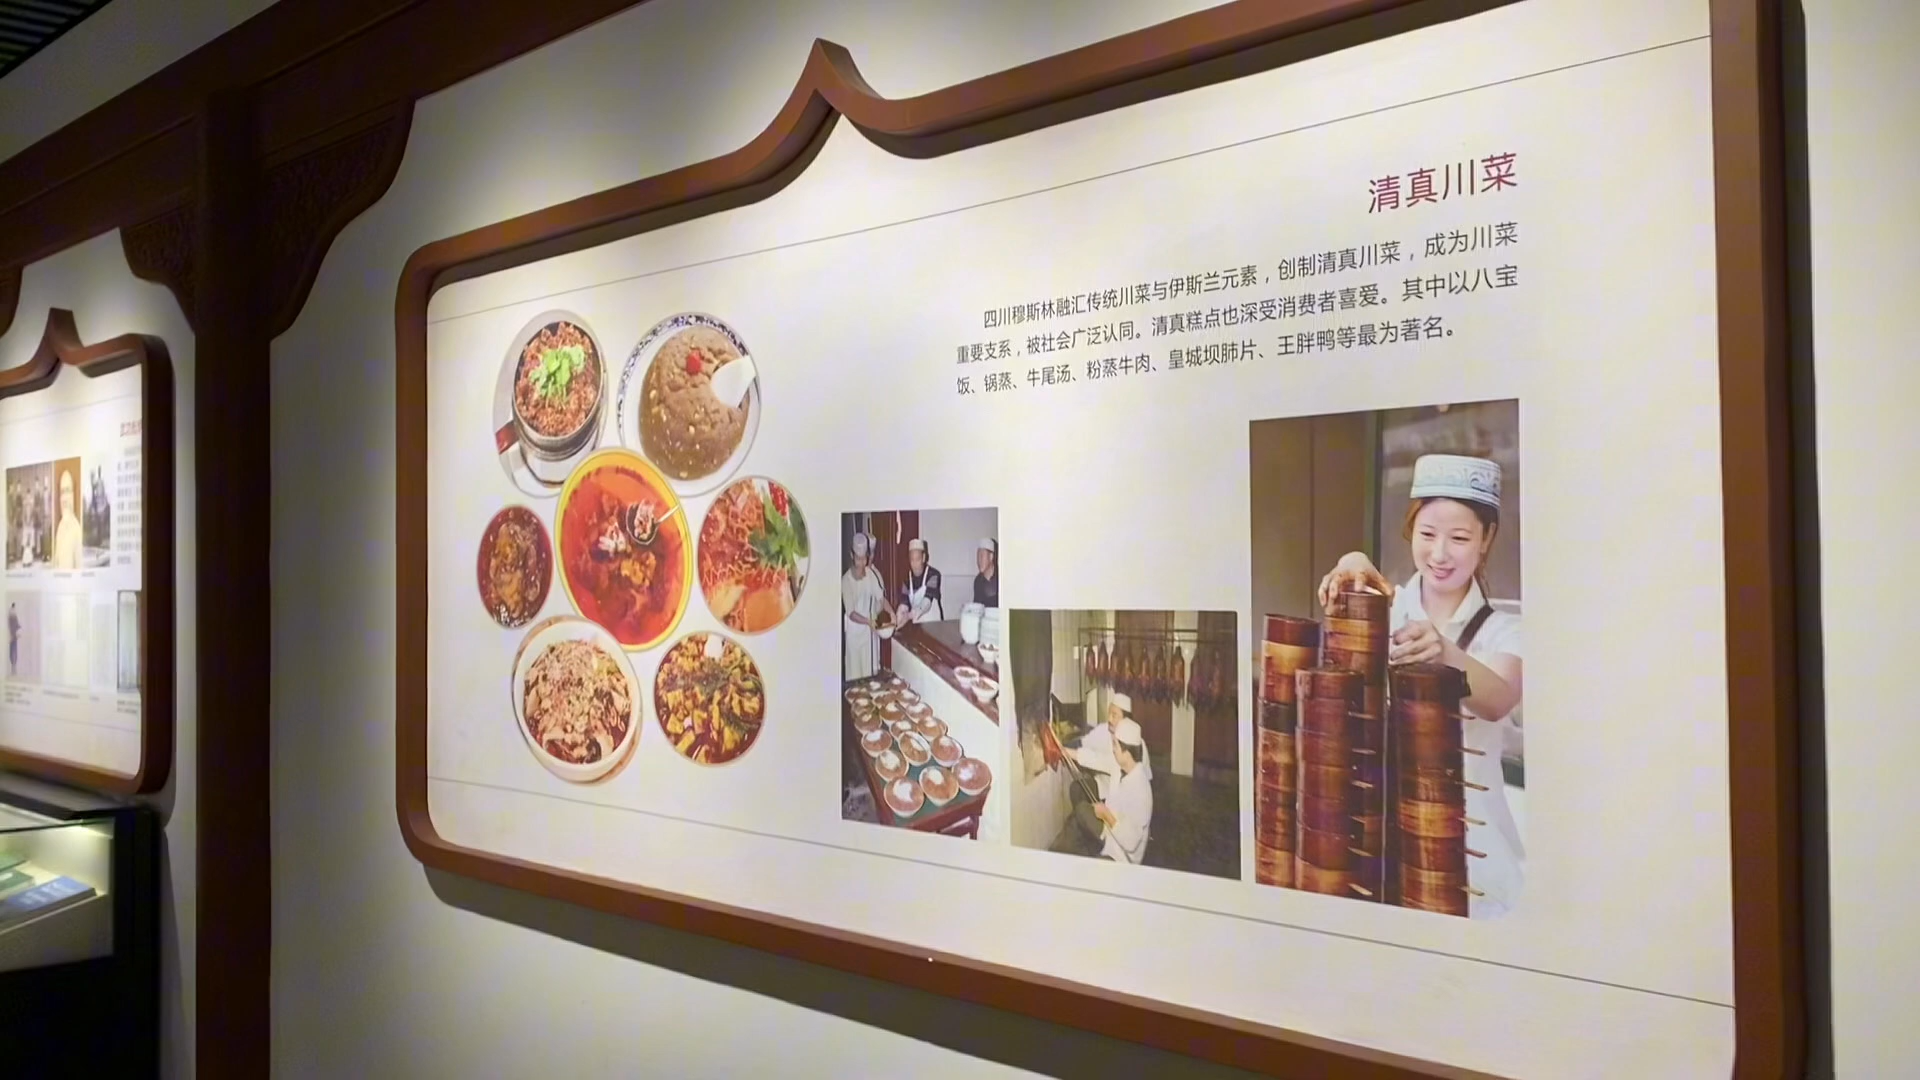 清真川菜
四川穆斯林融汇传统川菜与伊斯兰元素，创制清真川菜，成为川菜
重要支系，被社会广泛认同。清真糕点也深受消费者喜爱。其中以八宝
饭、锅蒸、牛尾汤、粉蒸牛肉、皇城坝肺片、王胖鸭等最为著名。